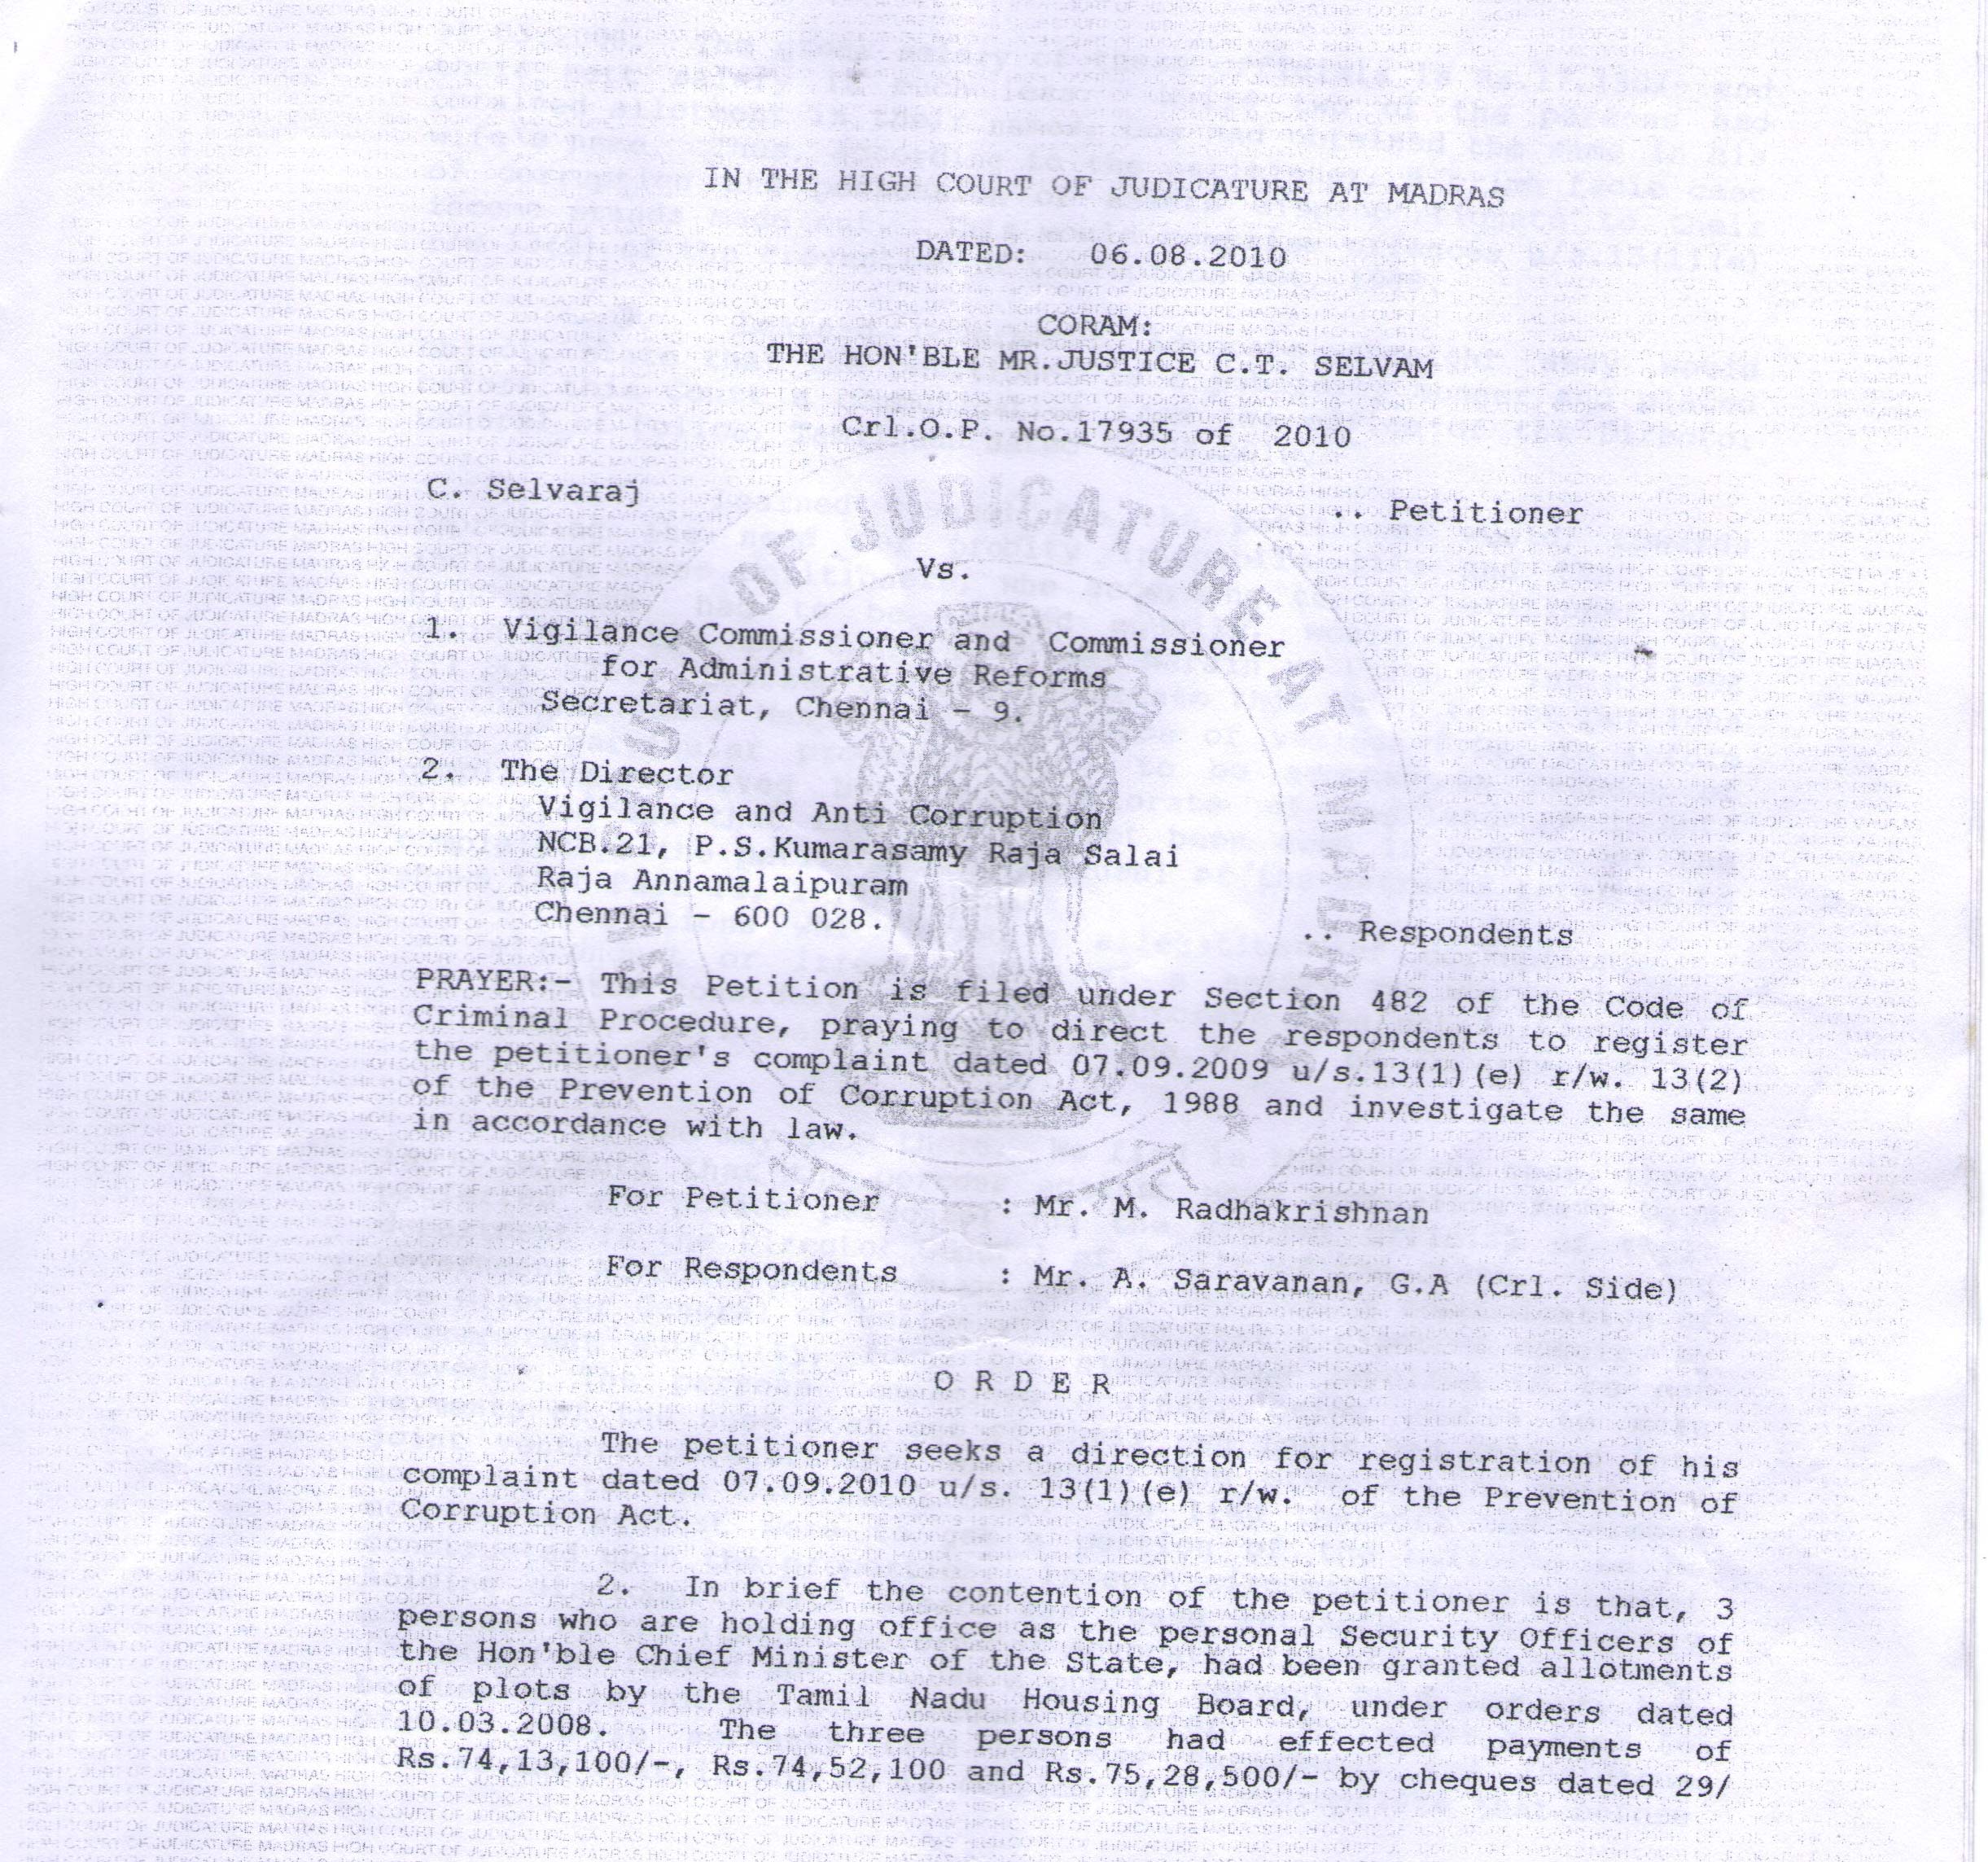 IN THE HIGH COURT OF JUDICATURE AT MADRAS
DATED: 06.08.2010
CORAM:
THE HON'BLE MR.JUSTICE C.T. SELVAM
Crl.O.P. No.17935 of 2010
C. Selvaraj
.. Petitioner
Vs.
1. Vigilance Commissioner and Commissioner
for Administrative Reforms
Secretariat, Chennai - 9.
2. The Director
Vigilance and Anti Corruption
NCB.21, P.S.Kumarasamy Raja Salai
Raja Annamalaipuram
Chennai - 600 028.
.. Respondents
PRAYER:- This Petition is filed under Section 482 of the Code of
Criminal Procedure, praying to direct the respondents to register
the petitioner's complaint dated 07.09.2009 u/s.13(1)(e) r/w. 13(2)
of the Prevention of Corruption Act, 1988 and investigate the same
in accordance with law.
For Petitioner : Mr. M. Radhakrishnan
For Respondents : Mr. A. Saravanan, G.A (Crl. Side)
O R D E R
The petitioner seeks a direction for registration of his
complaint dated 07.09.2010 u/s. 13(1)(e) r/w. of the Prevention of
Corruption Act.
2. In brief the contention of the petitioner is that, 3
persons who are holding office as the personal Security Officers of
the Hon'ble Chief Minister of the State, had been granted allotments
of plots by the Tamil Nadu Housing Board, under orders dated
10.03.2008. The three persons had effected payments of
Rs.74,13,100/-, Rs.74,52,100 and Rs.75,28,500/- by cheques dated 29/